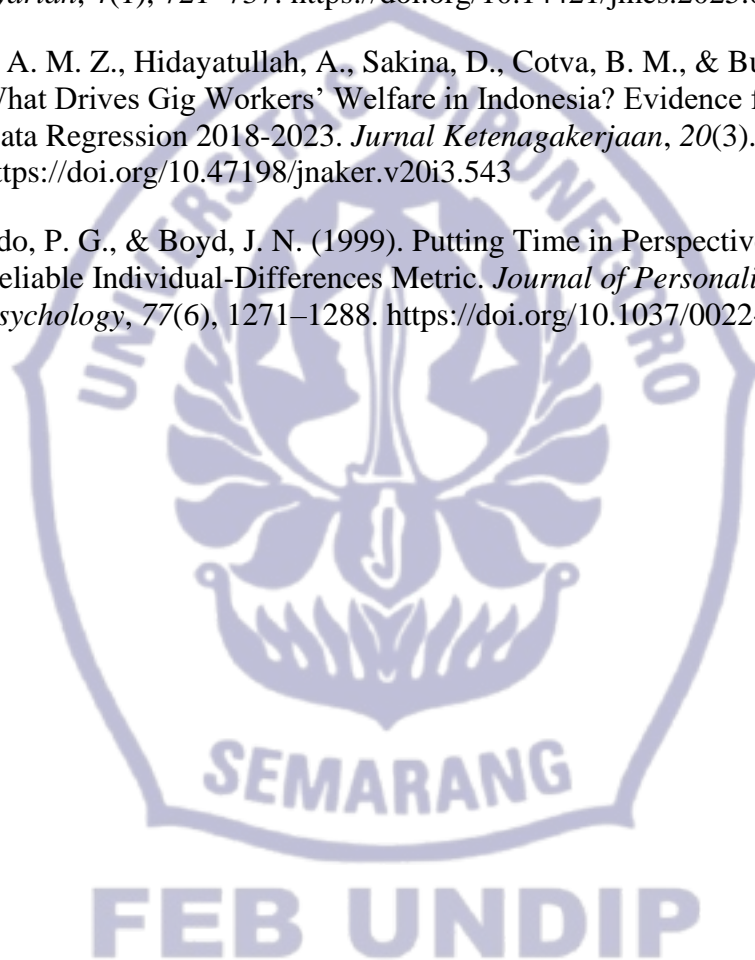 A. M. Z., Hidayatullah, A., Sakina, D., Cotva, B. M., &
What Drives Gig Workers' Welfare in Indonesia? Evidence
ata Regression 2018-2023. Jurnal Ketenagakerjaan, 20(3).
ttps://doi.org/10.47198/jnaker.v20i3.543
do, P. G., & Boyd, J. N. (1999). Putting Time in Perspectiv
eliable Individual-Differences Metric. Journal of Personali
sychology, 77(6), 1271–1288. https://doi.org/10.1037/0022-
UNIVERSITAS DIPONEGORO
SEMARANG
FEB UNDIP